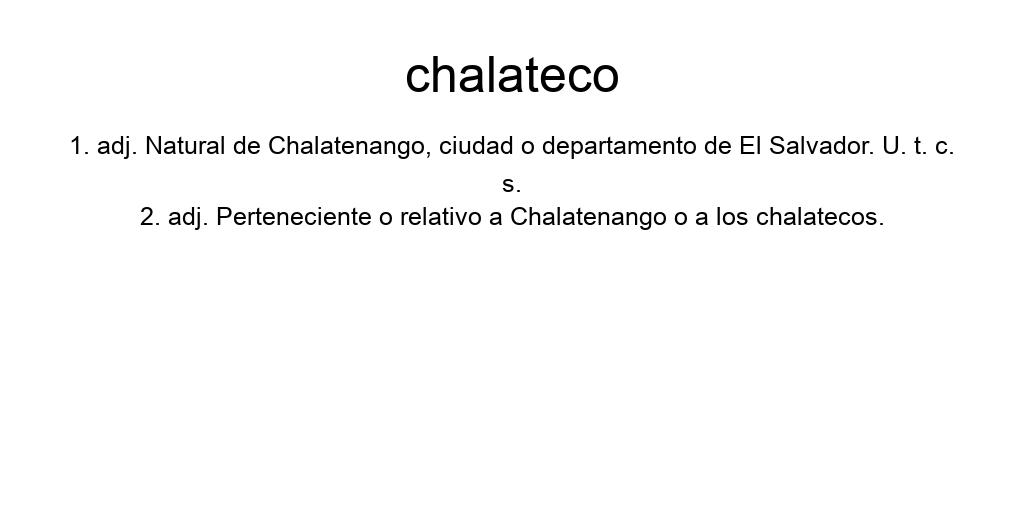 chalateco
1. adj. Natural de Chalatenango, ciudad o departamento de El Salvador. U. t. c.
s.
2. adj. Perteneciente o relativo a Chalatenango o a los chalatecos.